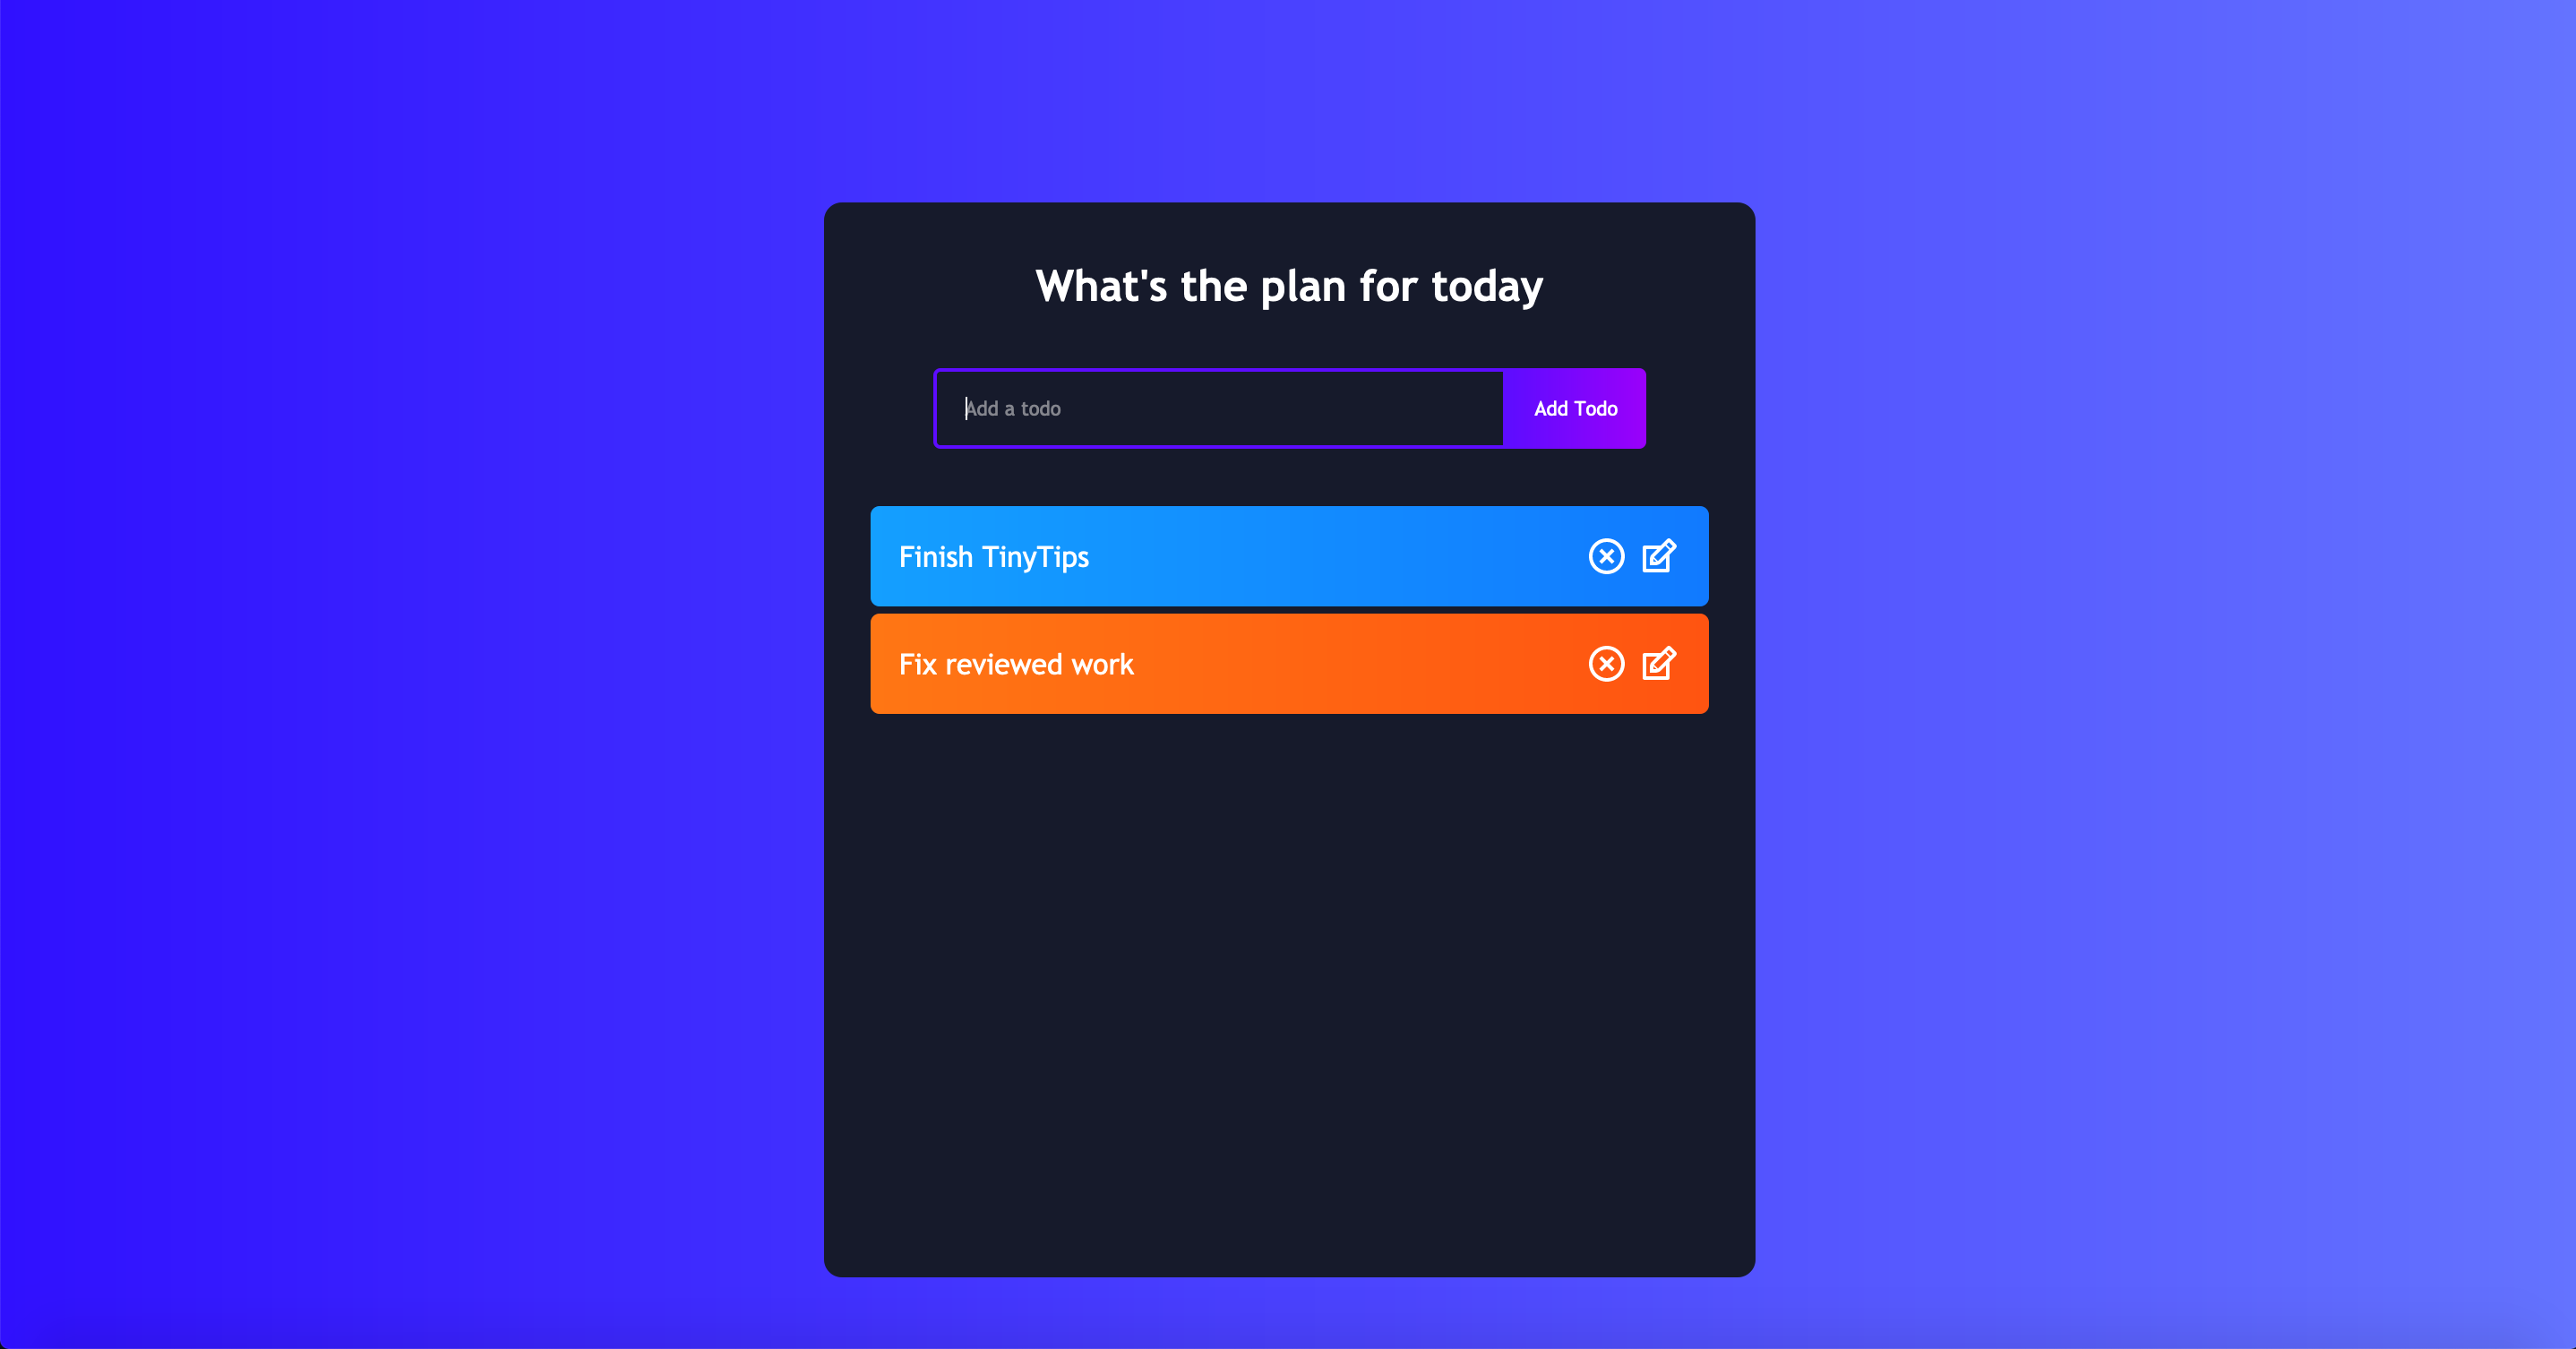 What's the plan for today
Add a todo
Add Todo
Finish TinyTips
Fix reviewed work